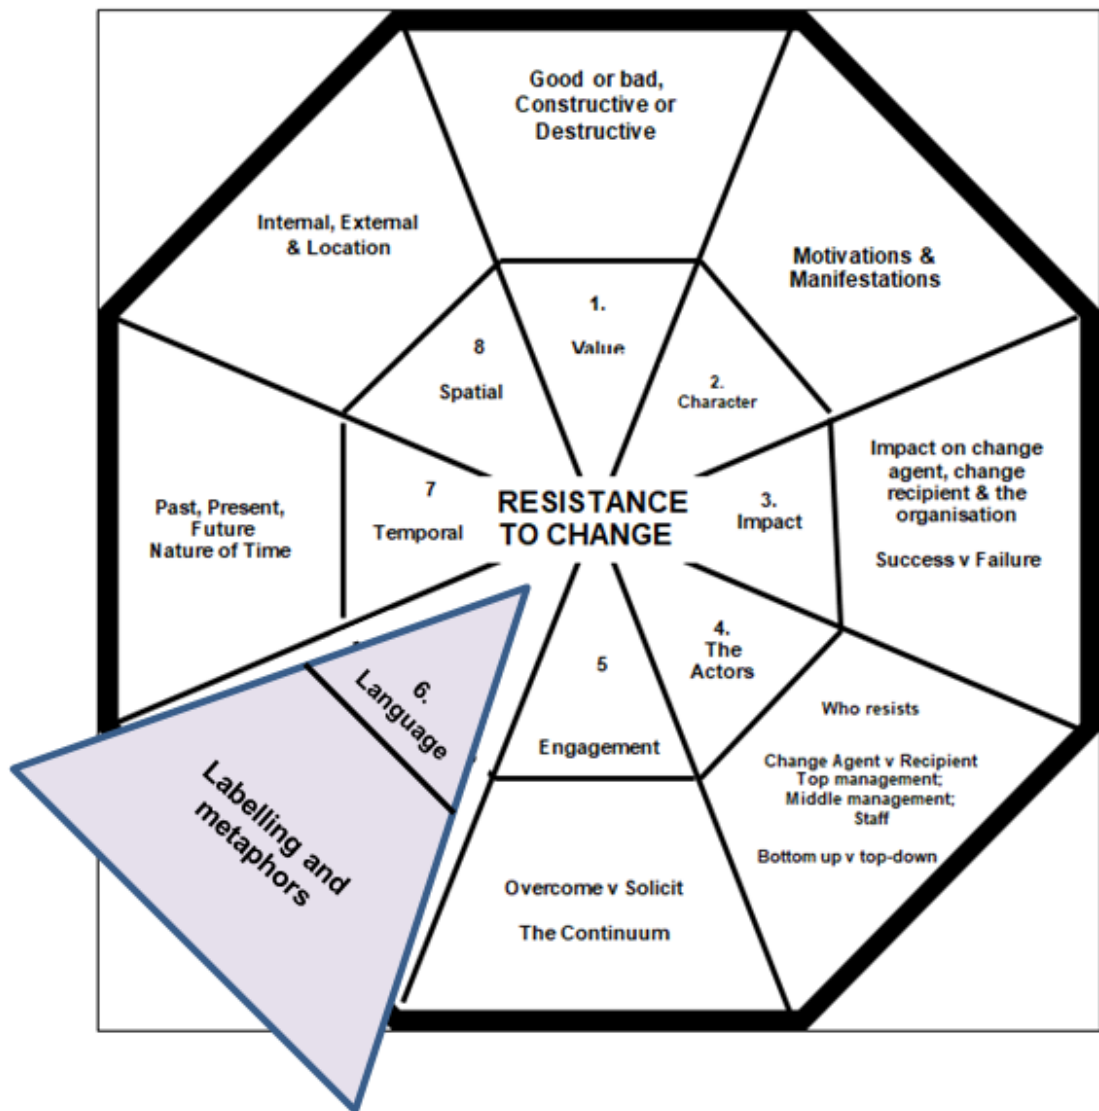 RESISTANCE
TO CHANGE
Good or bad,
Constructive or
Destructive
1.
Value
Motivations &
Manifestations
2.
Character
Impact on change
agent, change
recipient & the
organisation
Success v Failure
3.
Impact
4.
The
Actors
Who resists
Change Agent v Recipient
Top management;
Middle management;
Staff
Bottom up v top-down
5
Engagement
Overcome v Solicit
The Continuum
6.
Language
Labelling and
metaphors
7
Temporal
Past, Present,
Future
Nature of Time
8
Spatial
Internal, External
& Location